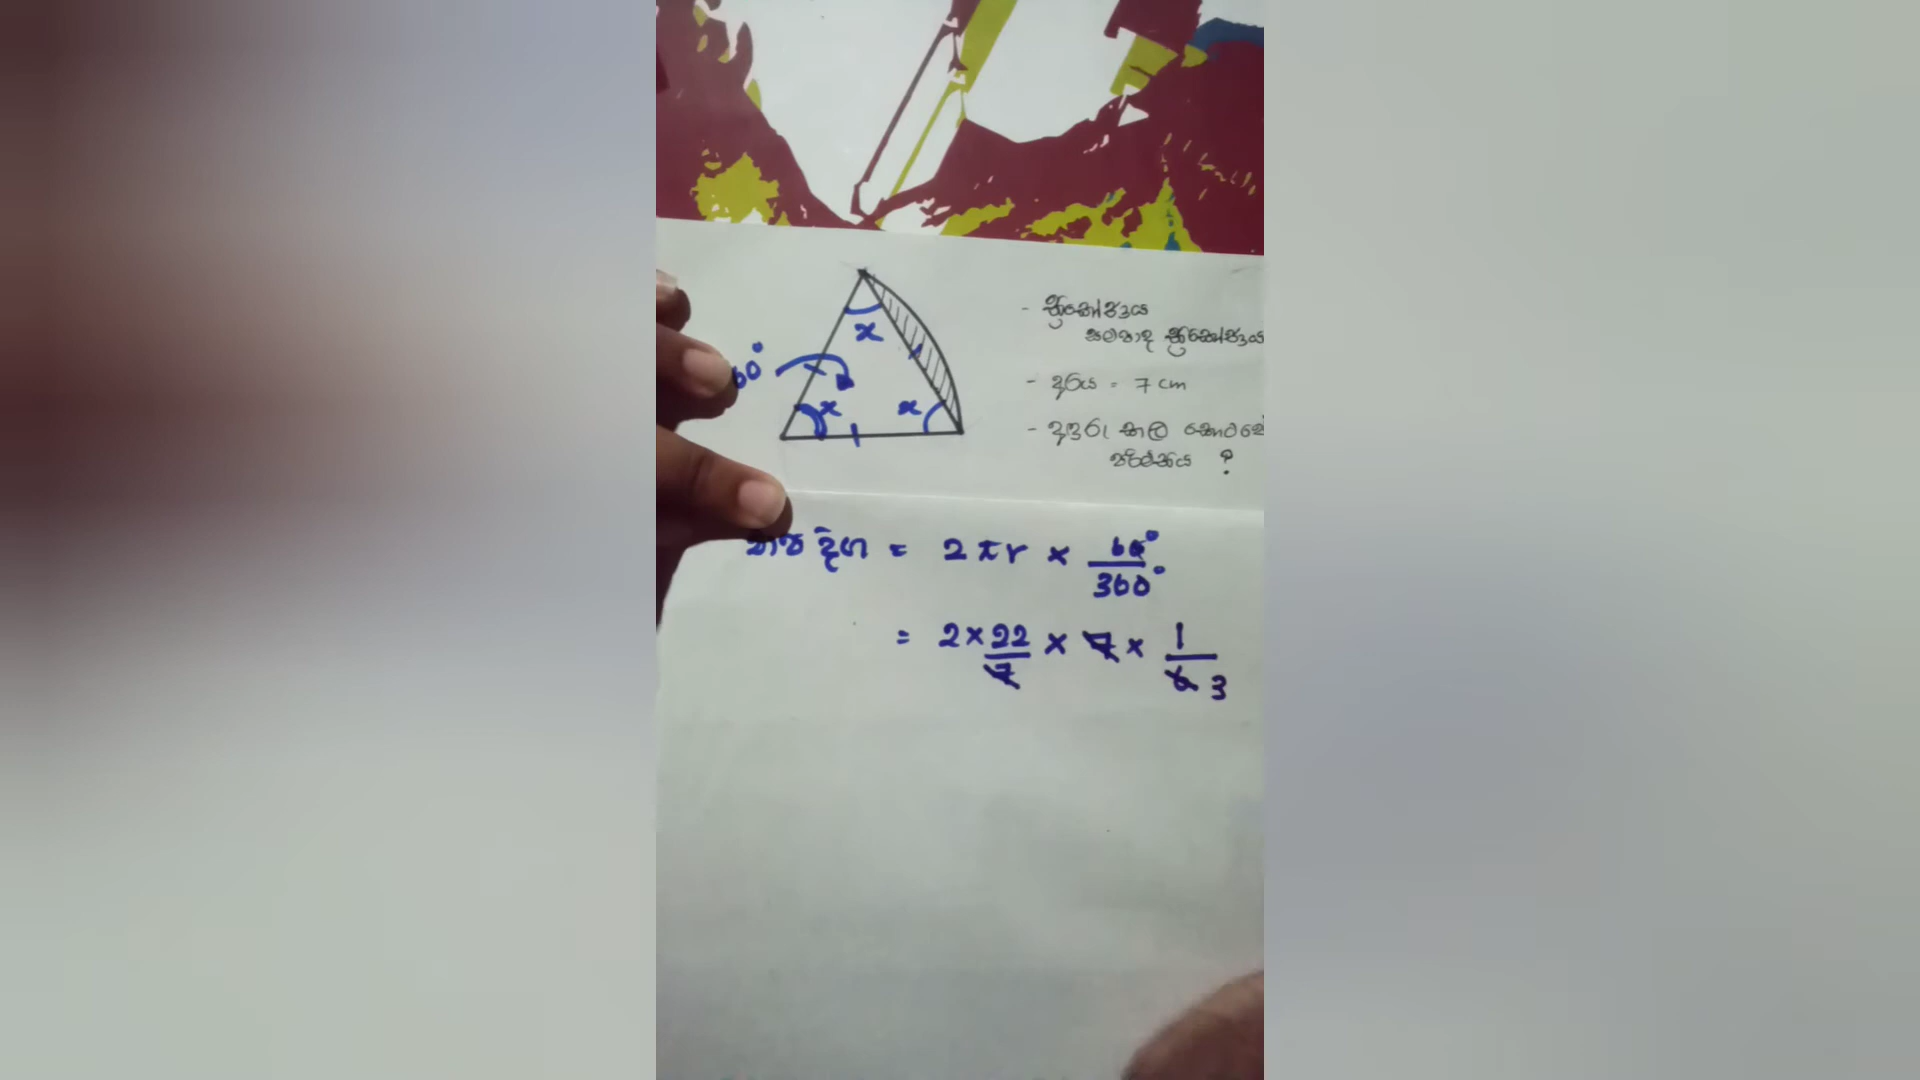 - ත්‍රිකෝණය
සමපාද ත්‍රිකෝණය
- අරය = 7 cm
- අඳුරු කල කොටසේ
පරිමිතිය ?
x
60°
x
x
චාප දිග = 2πr × 60°/360°
= 2 × 22/7 × 7 × 1/6 3